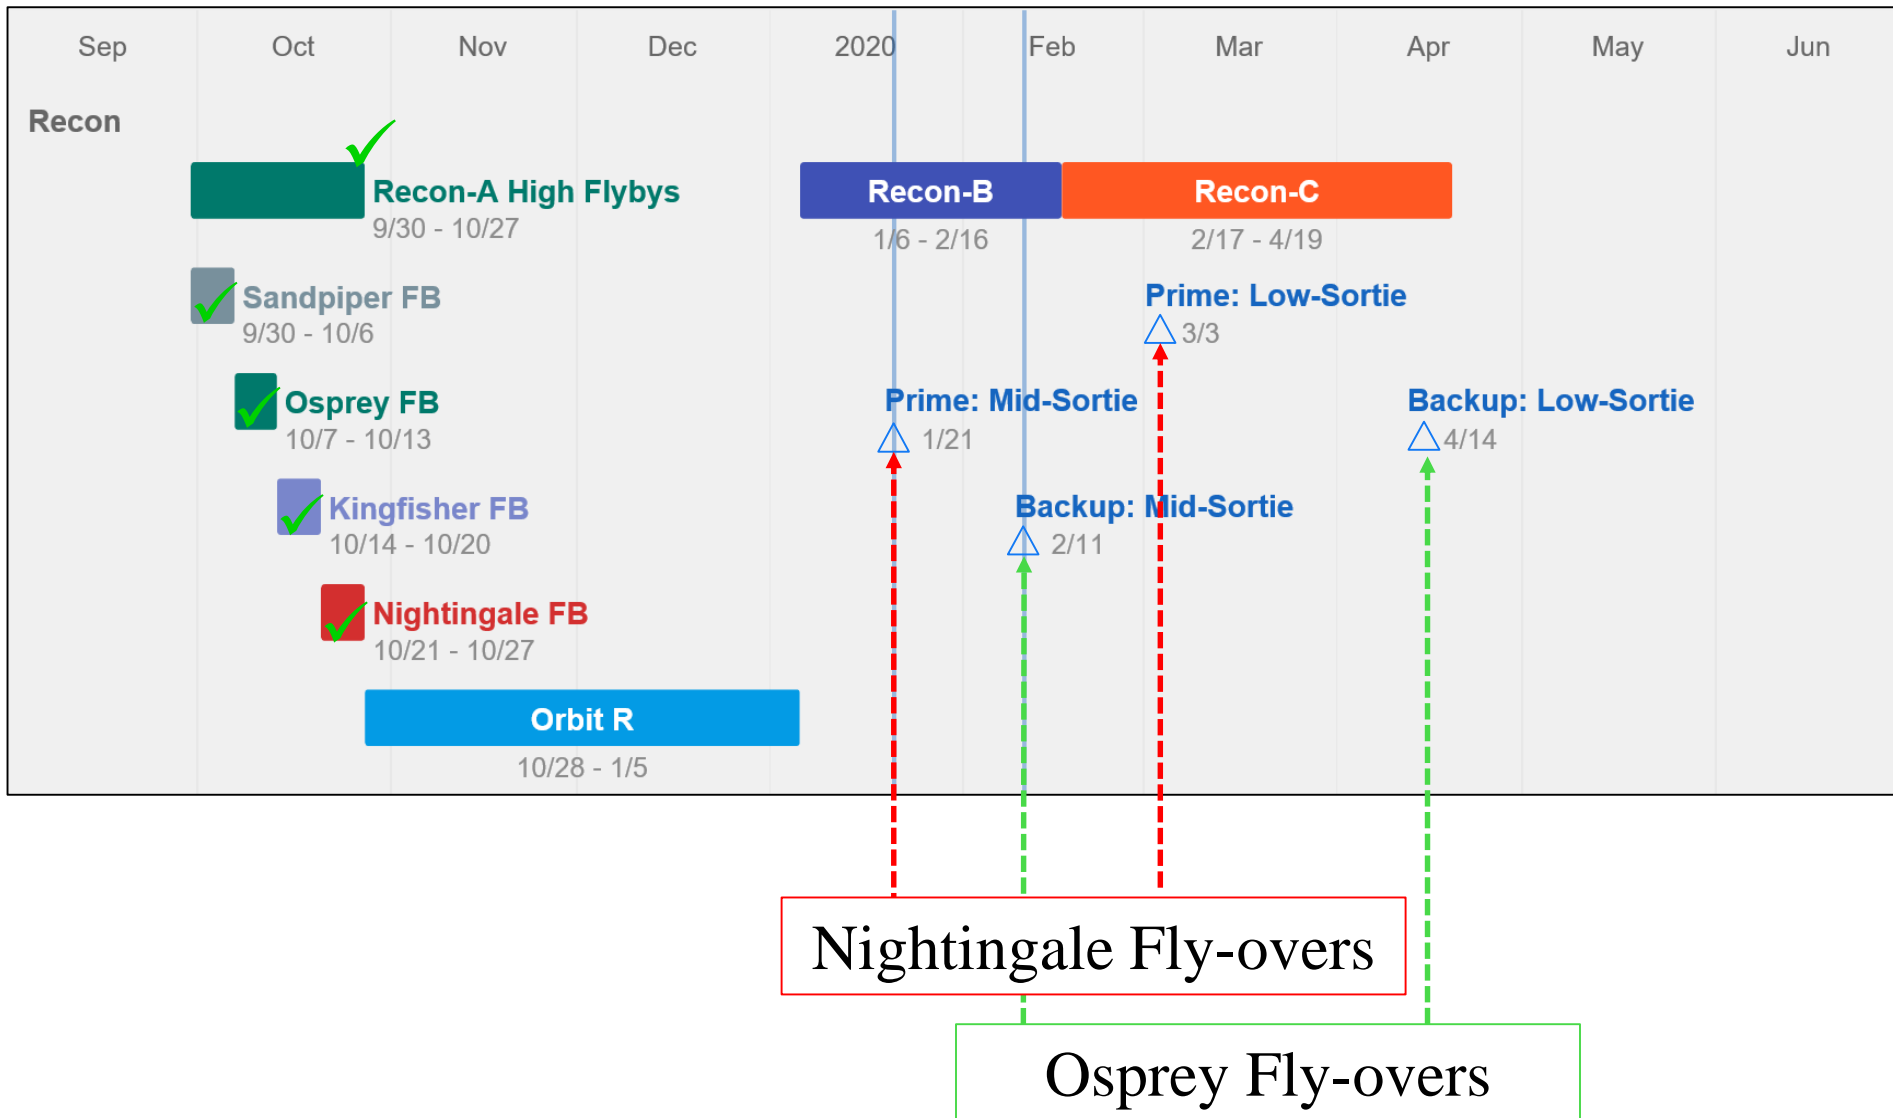 Sep Oct Nov Dec 2020 Feb Mar Apr May Jun
Recon
Recon-A High Flybys
9/30 - 10/27
Recon-B
1/6 - 2/16
Recon-C
2/17 - 4/19
Sandpiper FB
9/30 - 10/6
Prime: Low-Sortie
3/3
Osprey FB
10/7 - 10/13
Prime: Mid-Sortie
1/21
Backup: Low-Sortie
4/14
Kingfisher FB
10/14 - 10/20
Backup: Mid-Sortie
2/11
Nightingale FB
10/21 - 10/27
Orbit R
10/28 - 1/5
Nightingale Fly-overs
Osprey Fly-overs